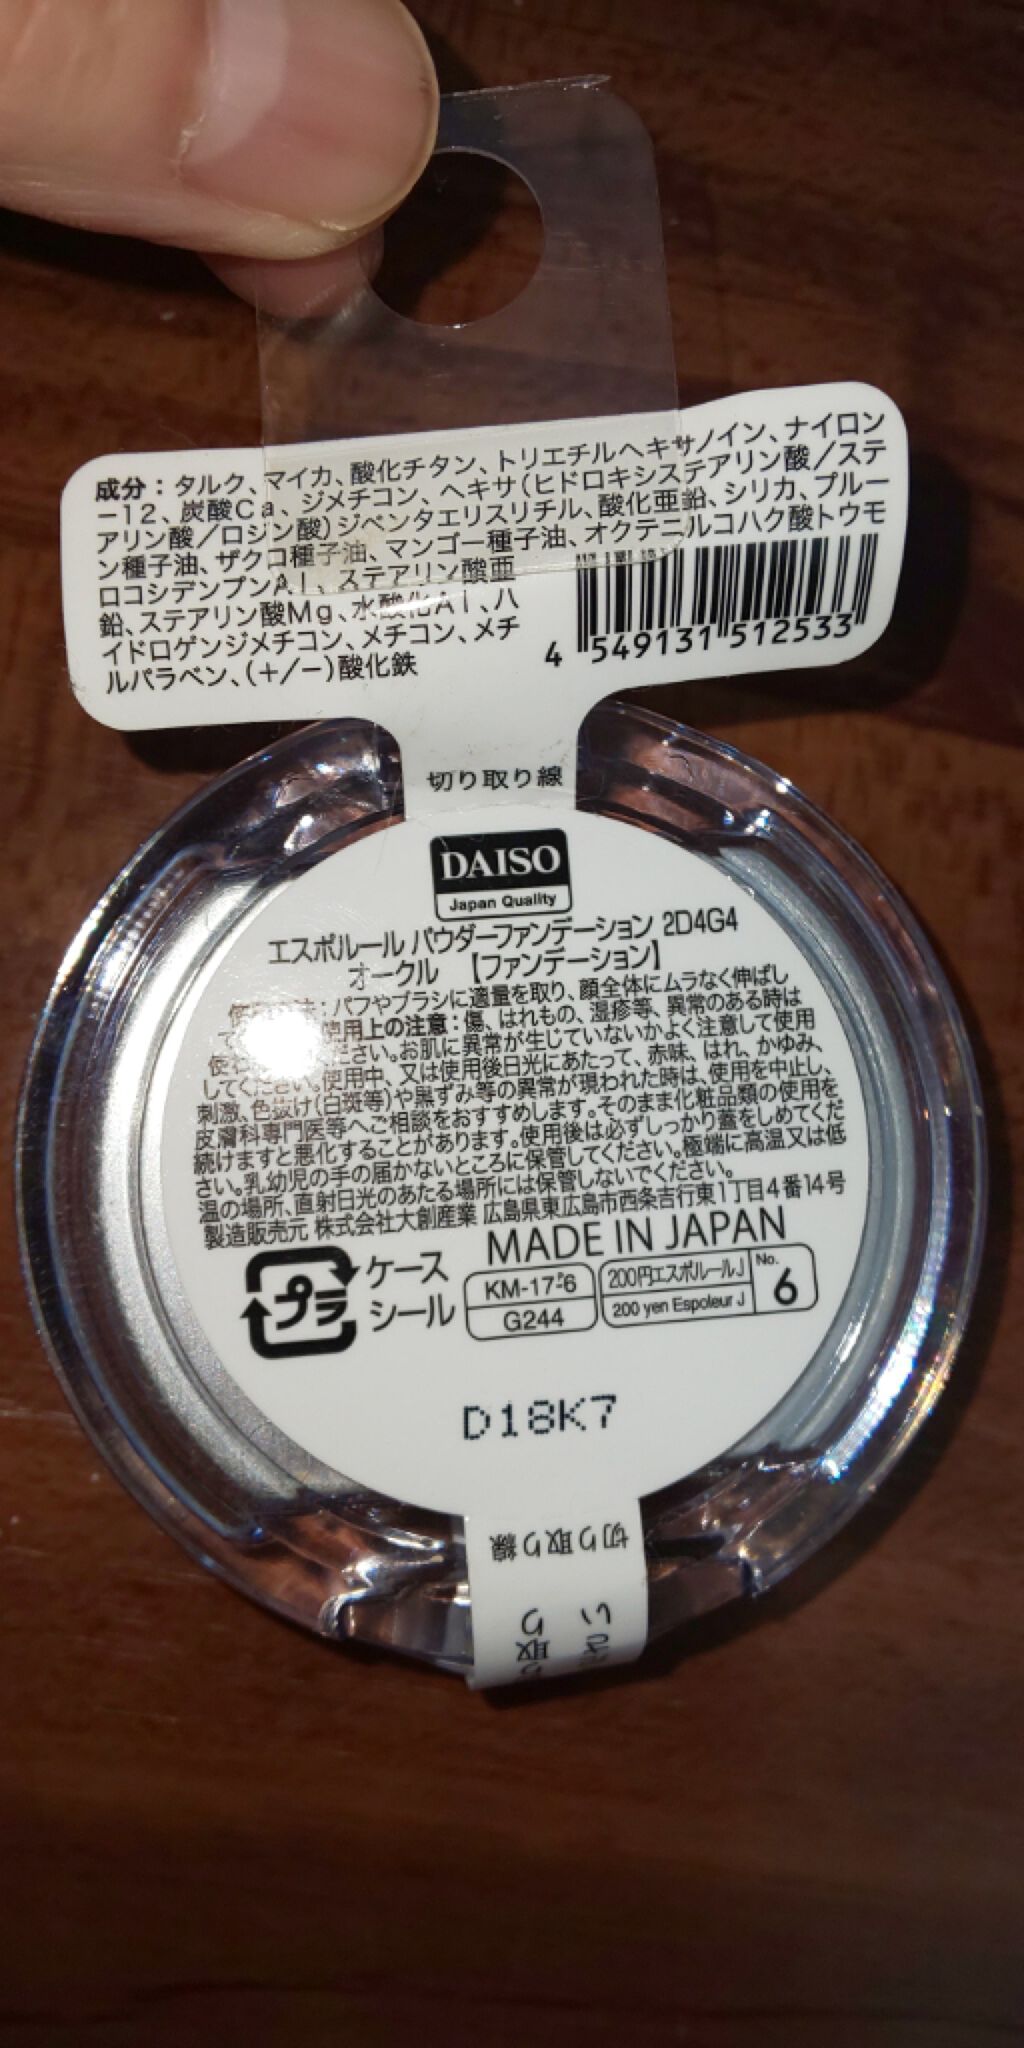 成分：タルク、マイカ、酸化チタン、トリエチルヘキサノイン、ナイロン
－12、炭酸Ca、ジメチコン、ヘキサ(ヒドロキシステアリン酸／ステ
アリン酸／ロジン酸)ジペンタエリスリチル、酸化亜鉛、シリカ、プルー
ン種子油、ザクロ種子油、マンゴー種子油、オクテニルコハク酸トウモ
ロコシデンプンAl、ステアリン酸亜
鉛、ステアリン酸Mg、水酸化Al、ハ
イドロゲンジメチコン、メチコン、メチ
ルパラベン、(＋/－)酸化鉄
4 549131 512533
切り取り線
DAISO
Japan Quality
エスポルール パウダーファンデーション 2D4G4
オークル 【ファンデーション】
：パフやブラシに適量を取り、顔全体にムラなく伸ばし
使用上の注意：傷、はれもの、湿疹等、異常のある時は
ださい。お肌に異常が生じていないかよく注意して使用
してください。使用中、又は使用後日光にあたって、赤味、はれ、かゆみ、
刺激、色抜け(白斑等)や黒ずみ等の異常が現われた時は、使用を中止し、
皮膚科専門医等へご相談をおすすめします。そのまま化粧品類の使用を
続けますと悪化することがあります。使用後は必ずしっかり蓋をしめてくだ
さい。乳幼児の手の届かないところに保管してください。極端に高温又は低
温の場所、直射日光のあたる場所には保管しないでください。
製造販売元 株式会社大創産業 広島県東広島市西条吉行東1丁目4番14号
MADE IN JAPAN
プラ
ケース
シール
KM-17-6
G244
200円エスポルールJ
200 yen Espoleur J
No.
6
D18K7
切り取り線